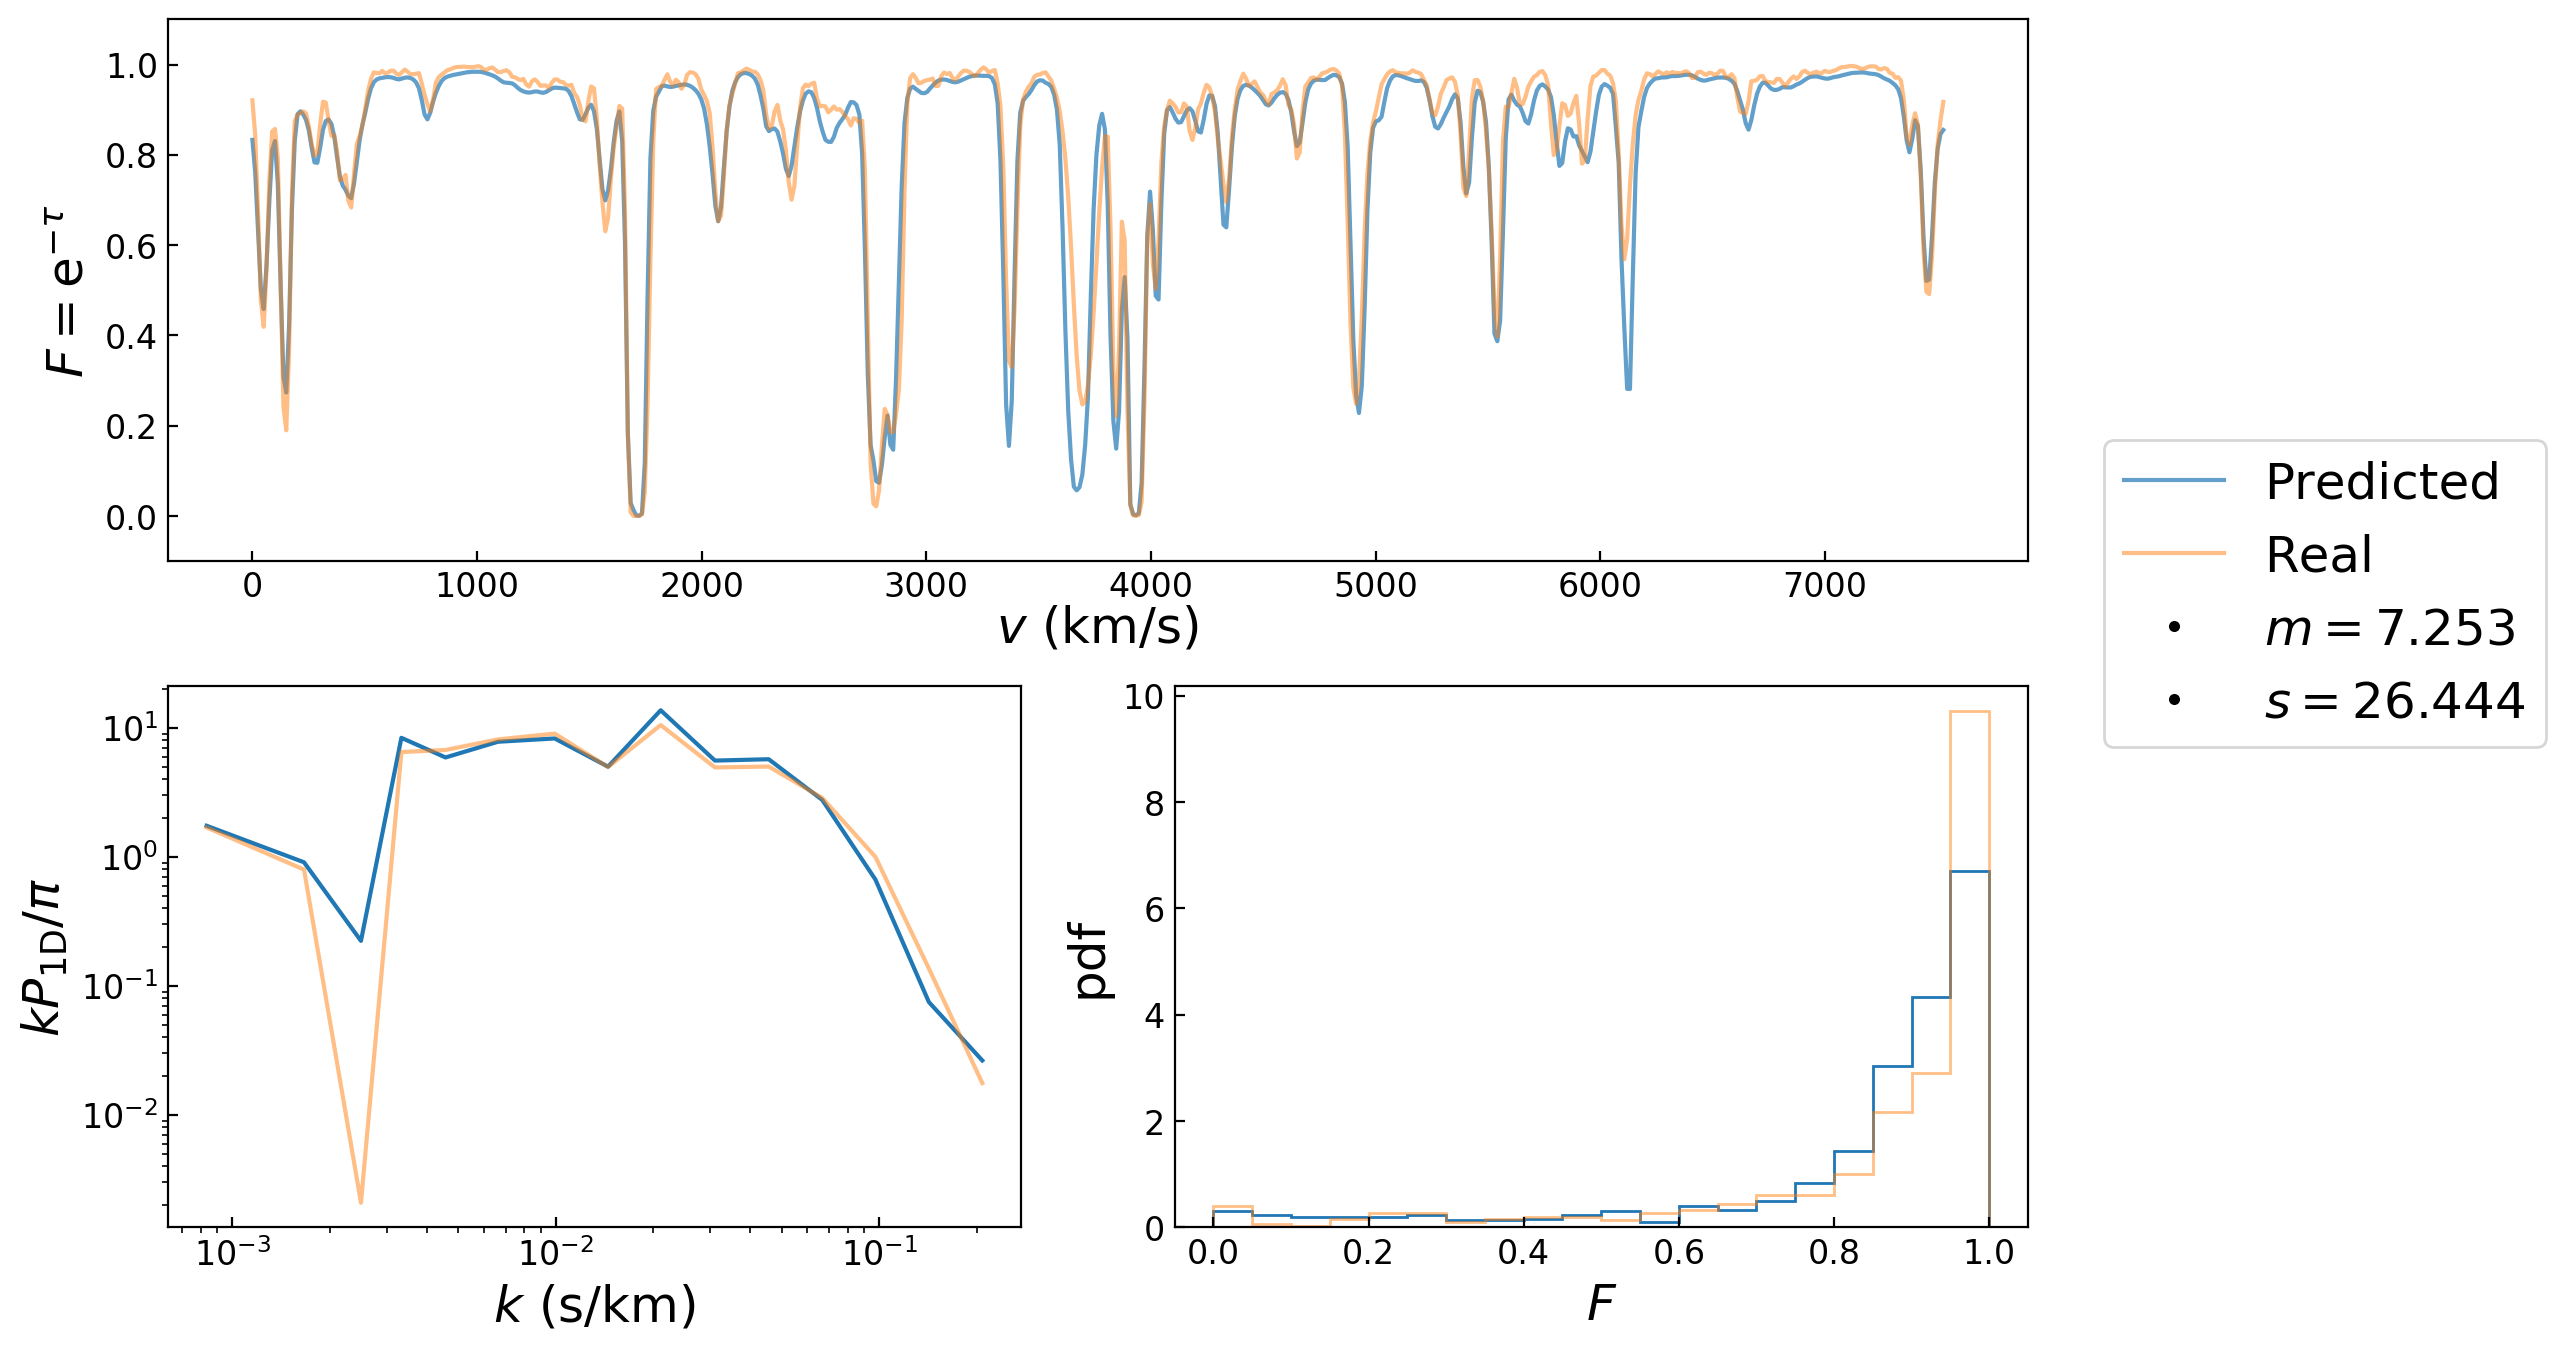 F = e^{−τ}
1.0
0.8
0.6
0.4
0.2
0.0
0 1000 2000 3000 4000 5000 6000 7000
v (km/s)
Predicted
Real
m = 7.253
s = 26.444
kP_{1D}/π
10^1
10^0
10^{−1}
10^{−2}
10^{−3} 10^{−2} 10^{−1}
k (s/km)
pdf
10
8
6
4
2
0
0.0 0.2 0.4 0.6 0.8 1.0
F